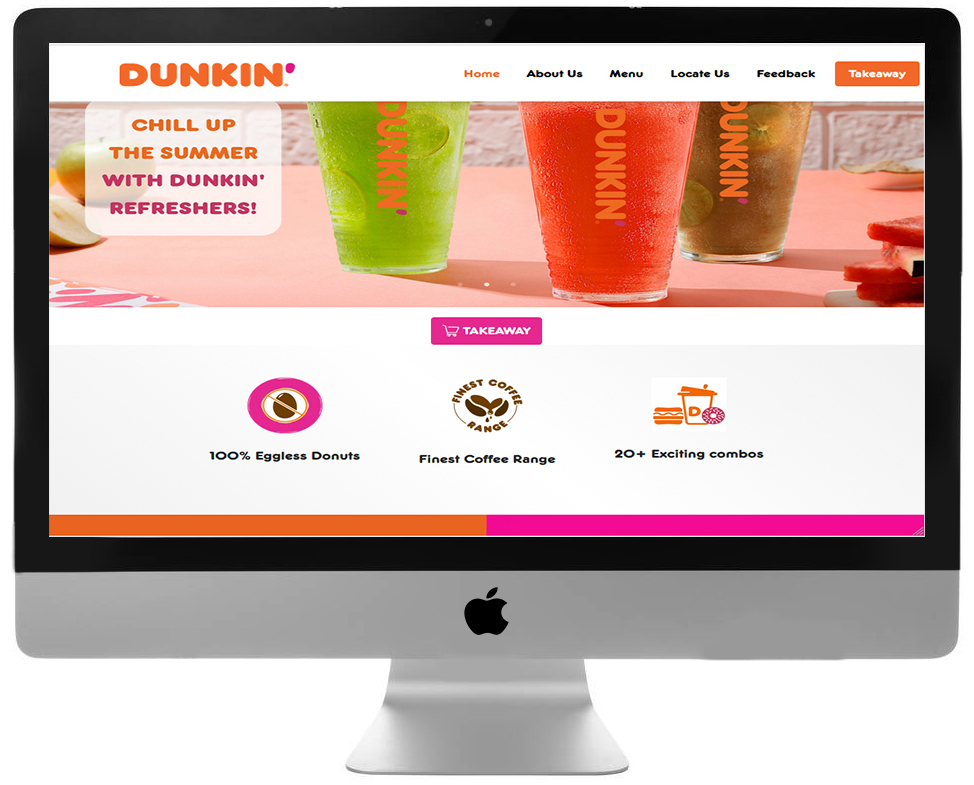 DUNKIN'
Home
About Us
Menu
Locate Us
Feedback
Takeaway
CHILL UP
THE SUMMER
WITH DUNKIN'
REFRESHERS!
DUNKIN'
DUNKIN'
DUNKIN'
TAKEAWAY
FINEST COFFEE
RANGE
D
100% Eggless Donuts
Finest Coffee Range
20+ Exciting combos